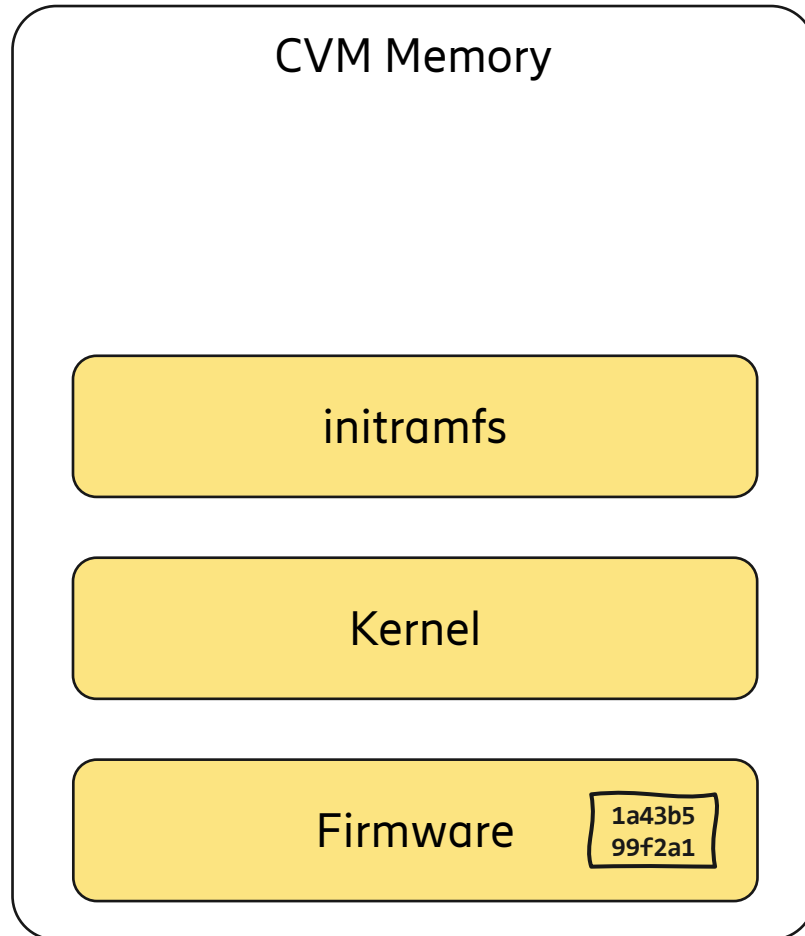 CVM Memory
initramfs
Kernel
Firmware
1a43b5
99f2a1